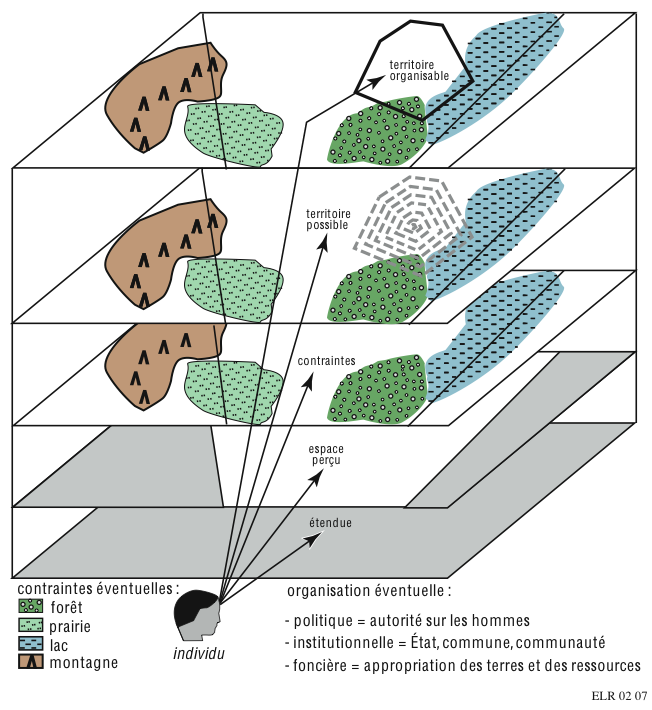 territoire
organisable
territoire
possible
contraintes
espace
perçu
étendue
contraintes éventuelles :
forêt
prairie
lac
montagne
individu
organisation éventuelle :
- politique = autorité sur les hommes
- institutionnelle = État, commune, communauté
- foncière = appropriation des terres et des ressources
ELR 02 07